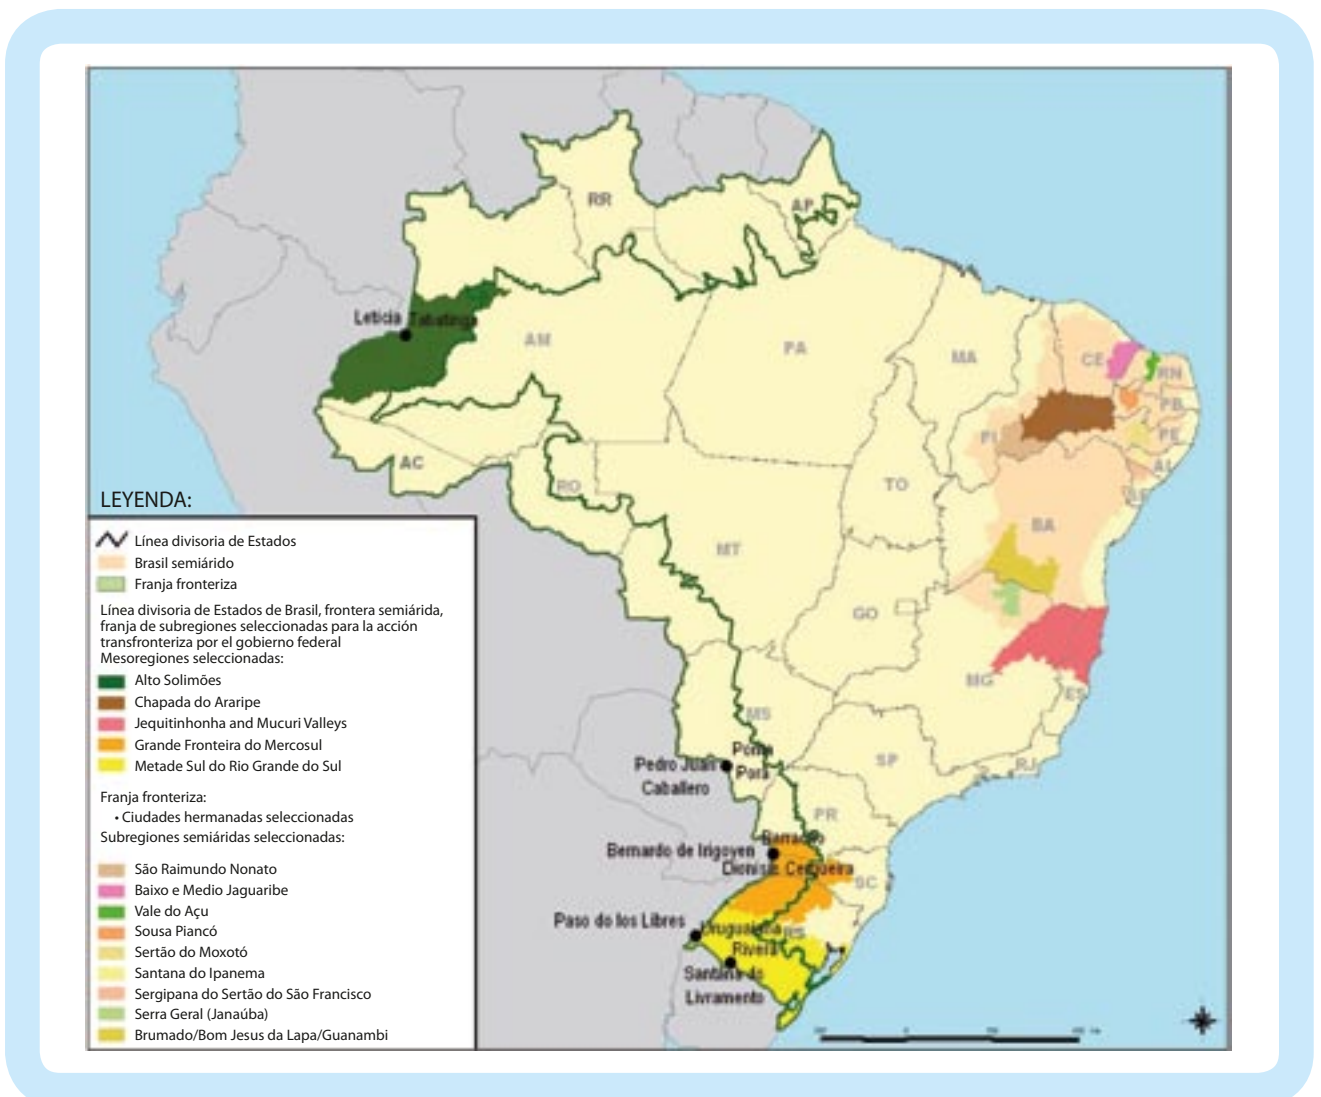 RR
AP
Leticia Tabatinga
AM
PA
MA
CE
RN
PB
PI
PE
AL
SE
AC
RO
TO
BA
MT
GO
MG
ES
MS
SP
RJ
PR
SC
RS
Ponta
Porã
Pedro Juan
Caballero
Barracão
Bernardo de Irigoyen
Dionísio Cerqueira
Paso do los Libres
Uruguaiana
Rivera
Santana do
Livramento
LEYENDA:
Línea divisoria de Estados
Brasil semiárido
Franja fronteriza
Línea divisoria de Estados de Brasil, frontera semiárida,
franja de subregiones seleccionadas para la acción
transfronteriza por el gobierno federal
Mesoregiones seleccionadas:
Alto Solimões
Chapada do Araripe
Jequitinhonha and Mucuri Valleys
Grande Fronteira do Mercosul
Metade Sul do Rio Grande do Sul
Franja fronteriza:
• Ciudades hermanadas seleccionadas
Subregiones semiáridas seleccionadas:
São Raimundo Nonato
Baixo e Medio Jaguaribe
Vale do Açu
Sousa Piancó
Sertão do Moxotó
Santana do Ipanema
Sergipana do Sertão do São Francisco
Serra Geral (Janaúba)
Brumado/Bom Jesus da Lapa/Guanambi